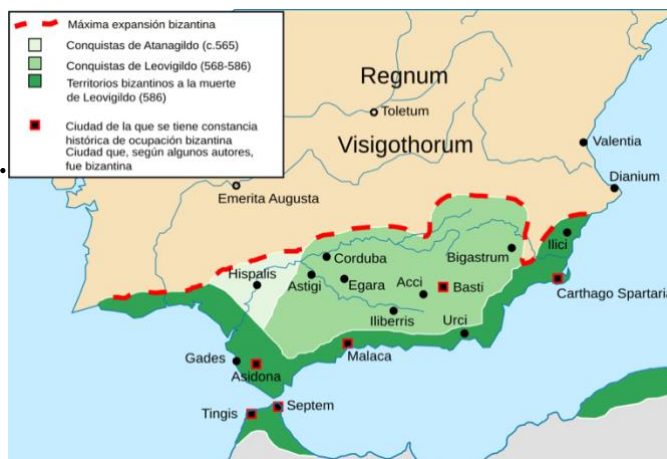 Máxima expansión bizantina
Conquistas de Atanagildo (c.565)
Conquistas de Leovigildo (568-586)
Territorios bizantinos a la muerte
de Leovigildo (586)
Ciudad de la que se tiene constancia
histórica de ocupación bizantina
Ciudad que, según algunos autores,
fue bizantina
Regnum
Toletum
Visigothorum
Valentia
Emerita Augusta
Dianium
Corduba
Bigastrum
Ilici
Hispalis
Astigi
Egara
Acci
Basti
Carthago Spartaria
Iliberris
Urci
Gades
Malaca
Asidona
Tingis
Septem